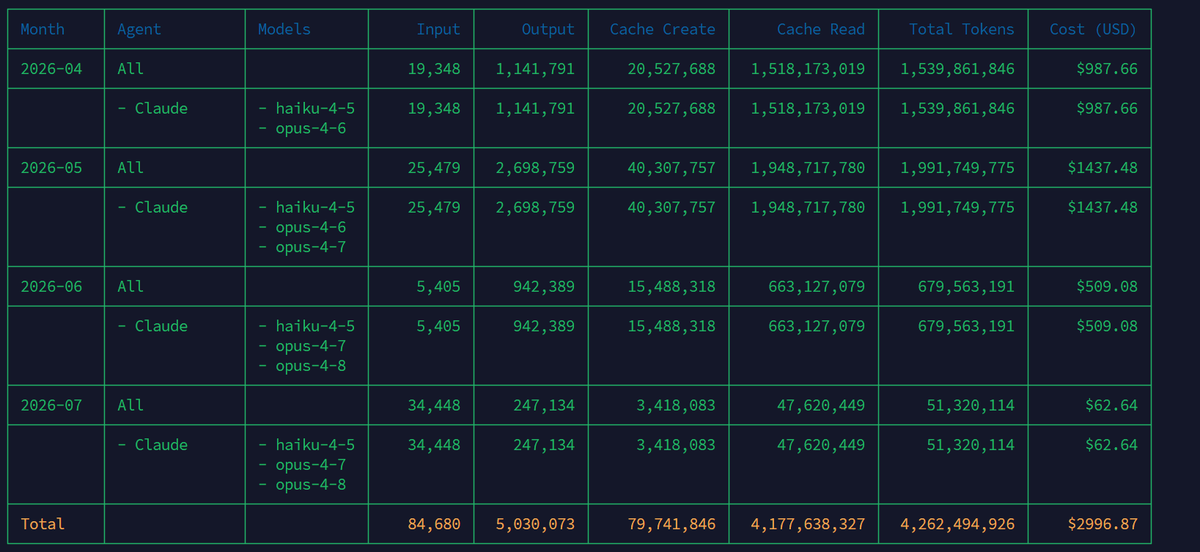 Month Agent Models Input Output Cache Create Cache Read Total Tokens Cost (USD)
2026-04 All 19,348 1,141,791 20,527,688 1,518,173,019 1,539,861,846 $987.66
- Claude - haiku-4-5 19,348 1,141,791 20,527,688 1,518,173,019 1,539,861,846 $987.66
- opus-4-6
2026-05 All 25,479 2,698,759 40,307,757 1,948,717,780 1,991,749,775 $1437.48
- Claude - haiku-4-5 25,479 2,698,759 40,307,757 1,948,717,780 1,991,749,775 $1437.48
- opus-4-6
- opus-4-7
2026-06 All 5,405 942,389 15,488,318 663,127,079 679,563,191 $509.08
- Claude - haiku-4-5 5,405 942,389 15,488,318 663,127,079 679,563,191 $509.08
- opus-4-7
- opus-4-8
2026-07 All 34,448 247,134 3,418,083 47,620,449 51,320,114 $62.64
- Claude - haiku-4-5 34,448 247,134 3,418,083 47,620,449 51,320,114 $62.64
- opus-4-7
- opus-4-8
Total 84,680 5,030,073 79,741,846 4,177,638,327 4,262,494,926 $2996.87